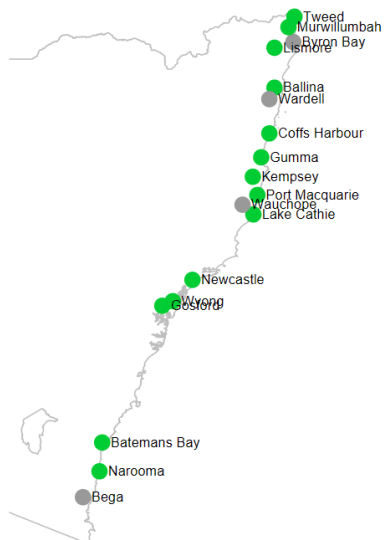 Tweed
Murwillumbah
Byron Bay
Lismore
Ballina
Wardell
Coffs Harbour
Gumma
Kempsey
Port Macquarie
Wauchope
Lake Cathie
Newcastle
Wyong
Gosford
Batemans Bay
Narooma
Bega